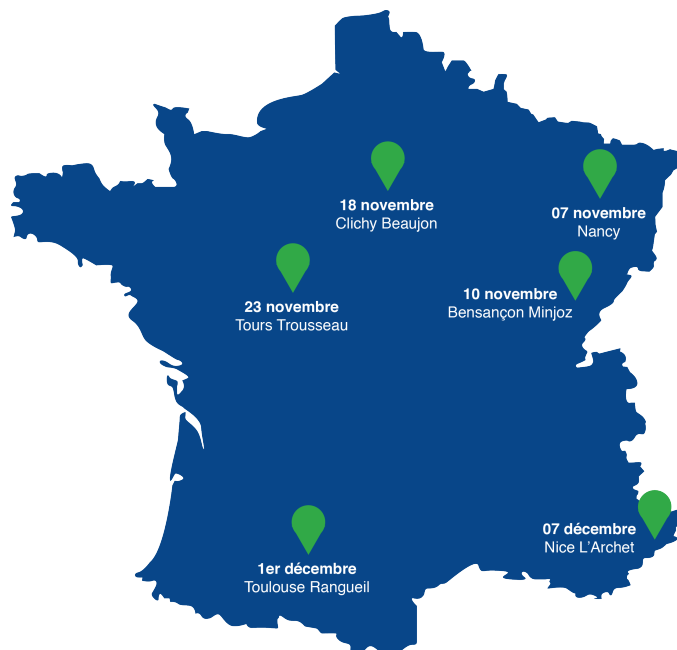 18 novembre
Clichy Beaujon
07 novembre
Nancy
23 novembre
Tours Trousseau
10 novembre
Bensançon Minjoz
07 décembre
Nice L'Archet
1er décembre
Toulouse Rangueil